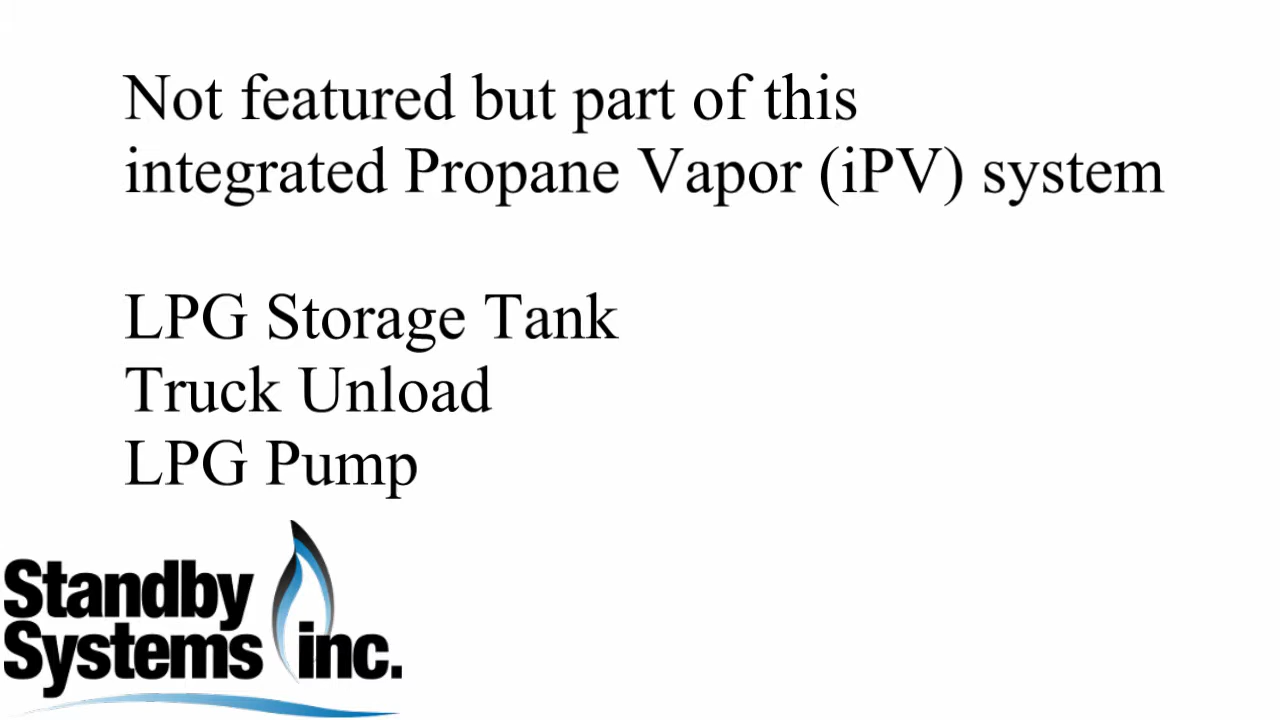 Not featured but part of this
integrated Propane Vapor (iPV) system
LPG Storage Tank
Truck Unload
LPG Pump
Standby
Systems inc.